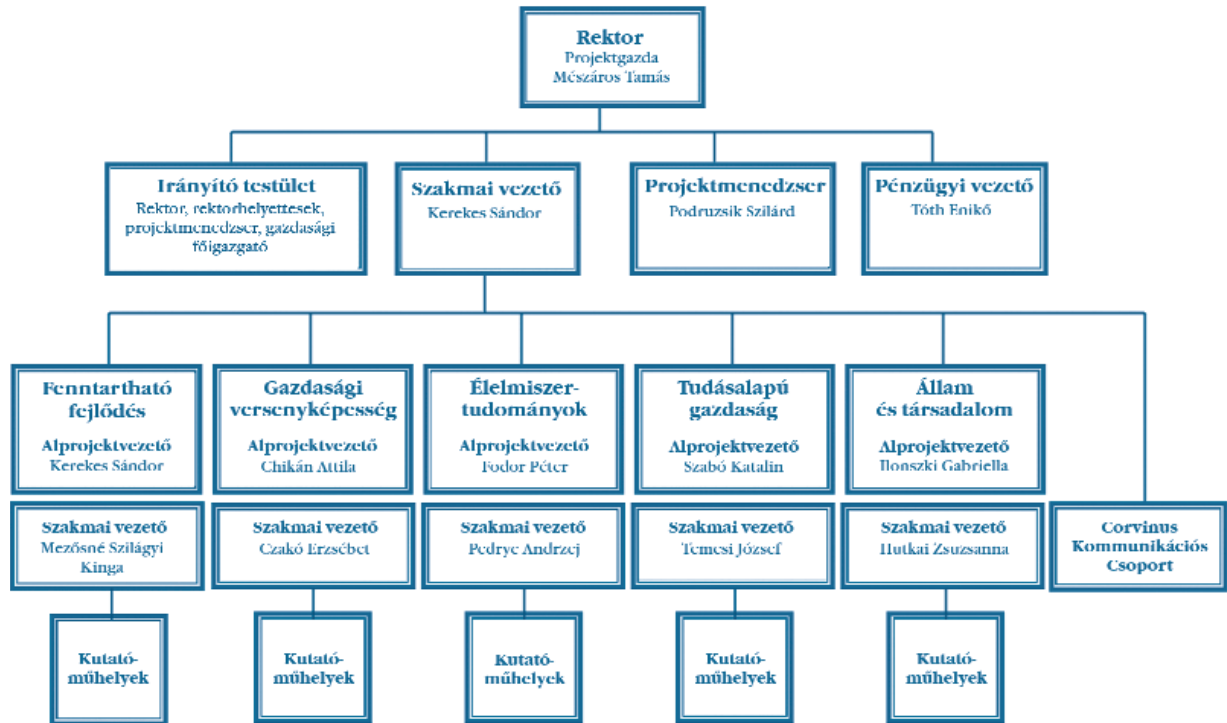 Rektor
Projektgazda
Mészáros Tamás
Irányító testület
Rektor, rektorhelyettesek,
projektmenedzser, gazdasági
főigazgató
Szakmai vezető
Kerekes Sándor
Projektmenedzser
Podruzsik Szilárd
Pénzügyi vezető
Tóth Enikő
Fenntartható
fejlődés
Alprojektvezető
Kerekes Sándor
Gazdasági
versenyképesség
Alprojektvezető
Chikán Attila
Élelmiszer-
tudományok
Alprojektvezető
Fodor Péter
Tudásalapú
gazdaság
Alprojektvezető
Szabó Katalin
Állam
és társadalom
Alprojektvezető
Ilonszki Gabriella
Szakmai vezető
Mezősné Szilágyi
Kinga
Szakmai vezető
Czakó Erzsébet
Szakmai vezető
Pedryc Andrzej
Szakmai vezető
Temesi József
Szakmai vezető
Hutkai Zsuzsanna
Corvinus
Kommunikációs
Csoport
Kutató-
műhelyek
Kutató-
műhelyek
Kutató-
műhelyek
Kutató-
műhelyek
Kutató-
műhelyek